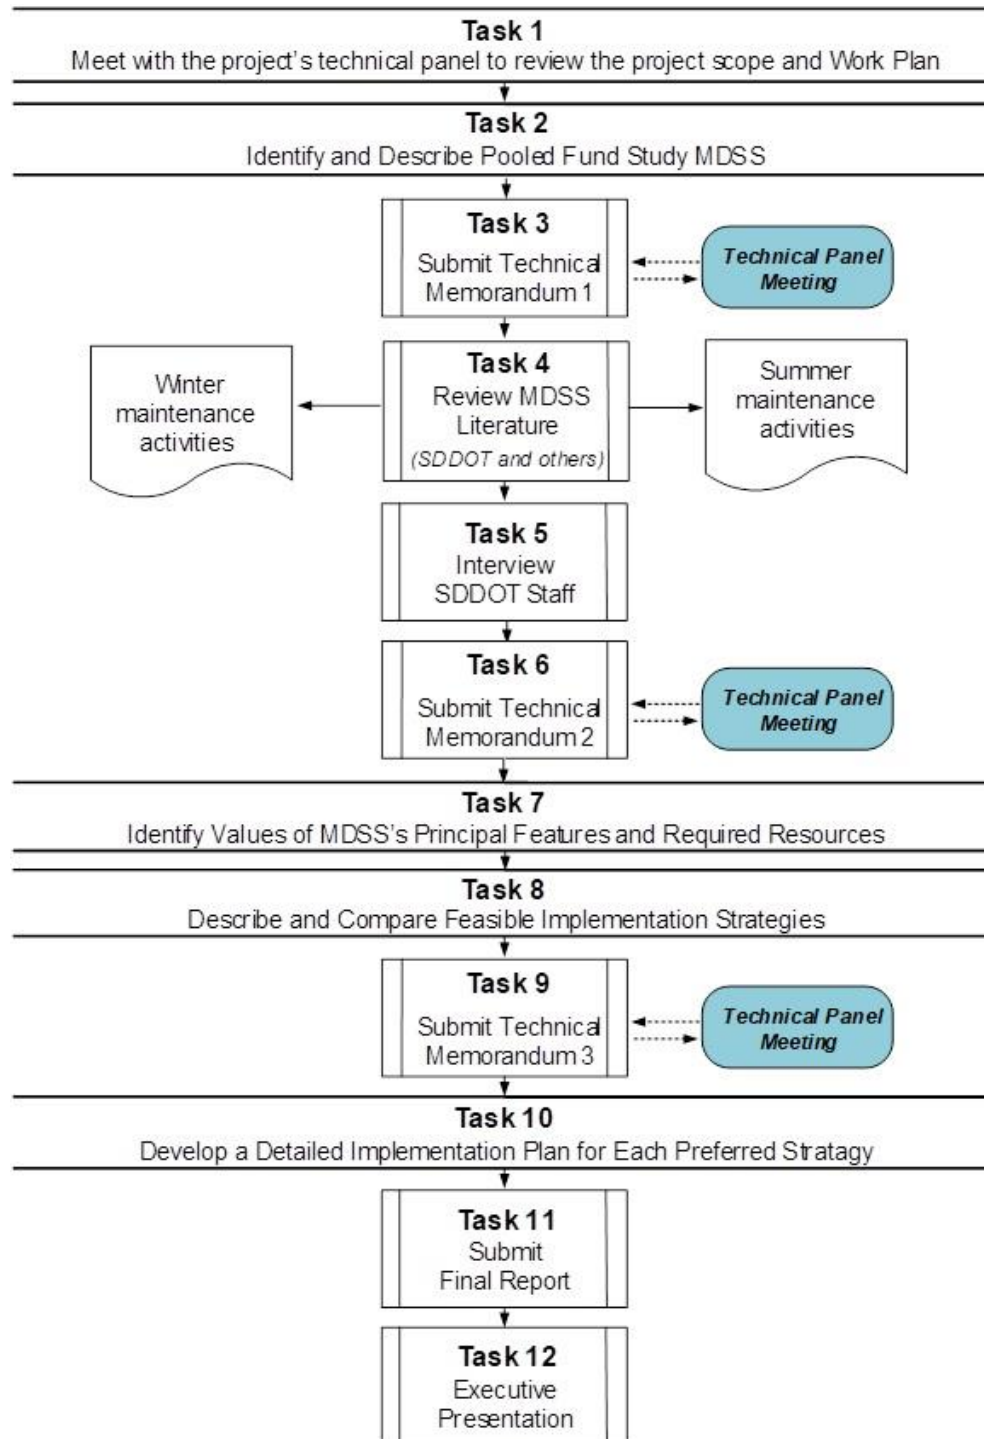 Task 1
Meet with the project's technical panel to review the project scope and Work Plan
Task 2
Identify and Describe Pooled Fund Study MDSS
Task 3
Submit Technical
Memorandum 1
Technical Panel
Meeting
Winter
maintenance
activities
Task 4
Review MDSS
Literature
(SDDOT and others)
Summer
maintenance
activities
Task 5
Interview
SDDOT Staff
Task 6
Submit Technical
Memorandum 2
Technical Panel
Meeting
Task 7
Identify Values of MDSS's Principal Features and Required Resources
Task 8
Describe and Compare Feasible Implementation Strategies
Task 9
Submit Technical
Memorandum 3
Technical Panel
Meeting
Task 10
Develop a Detailed Implementation Plan for Each Preferred Stratagy
Task 11
Submit
Final Report
Task 12
Executive
Presentation